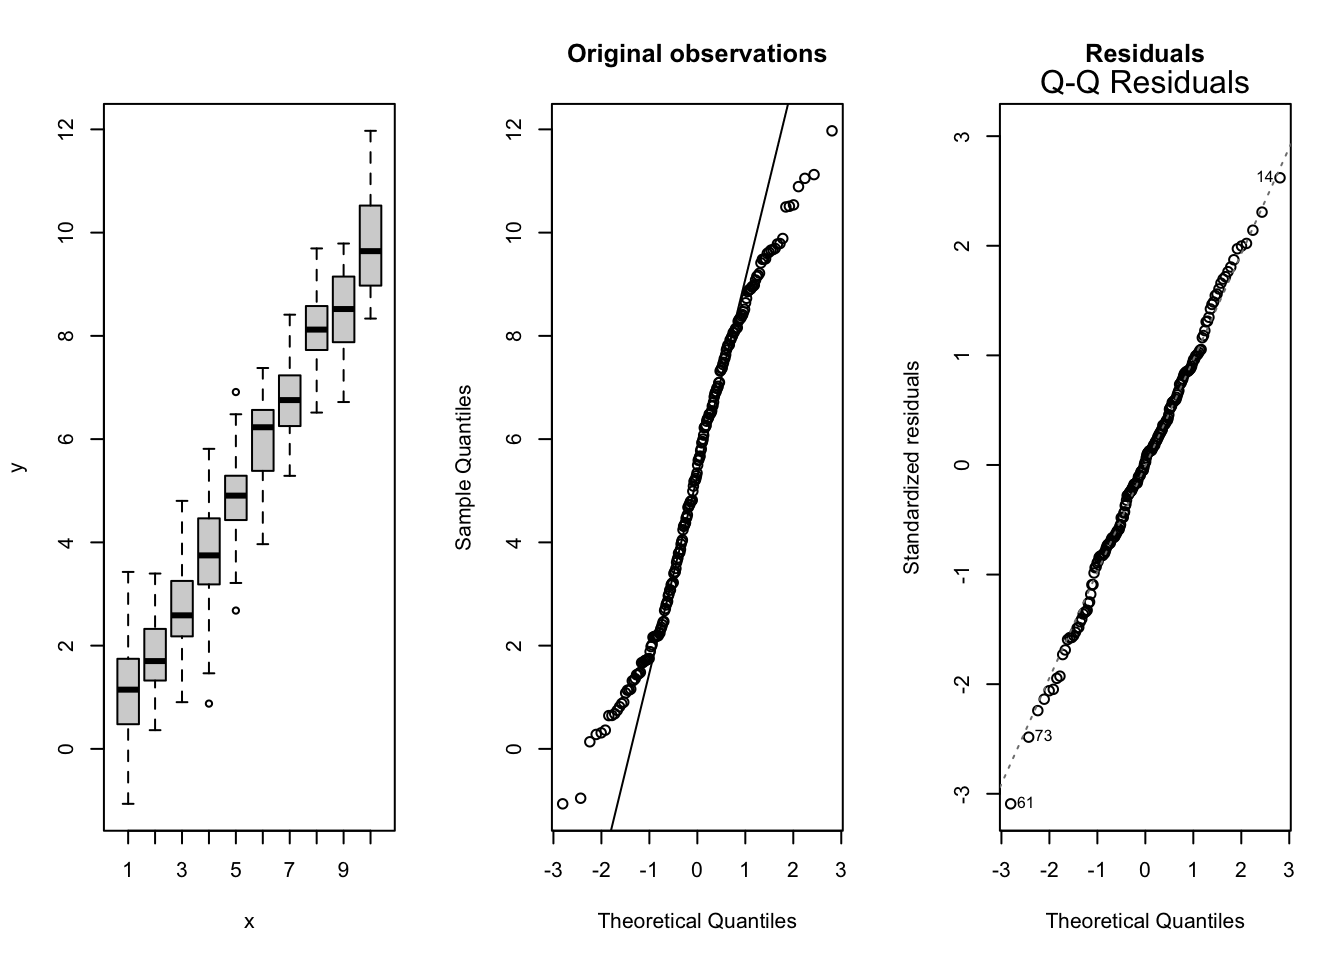 y
12
10
8
6
4
2
0
1 3 5 7 9
x
Original observations
Sample Quantiles
12
10
8
6
4
2
0
-3 -2 -1 0 1 2 3
Theoretical Quantiles
Residuals
Q-Q Residuals
Standardized residuals
3
2
1
0
-1
-2
-3
14
73
61
-3 -2 -1 0 1 2 3
Theoretical Quantiles